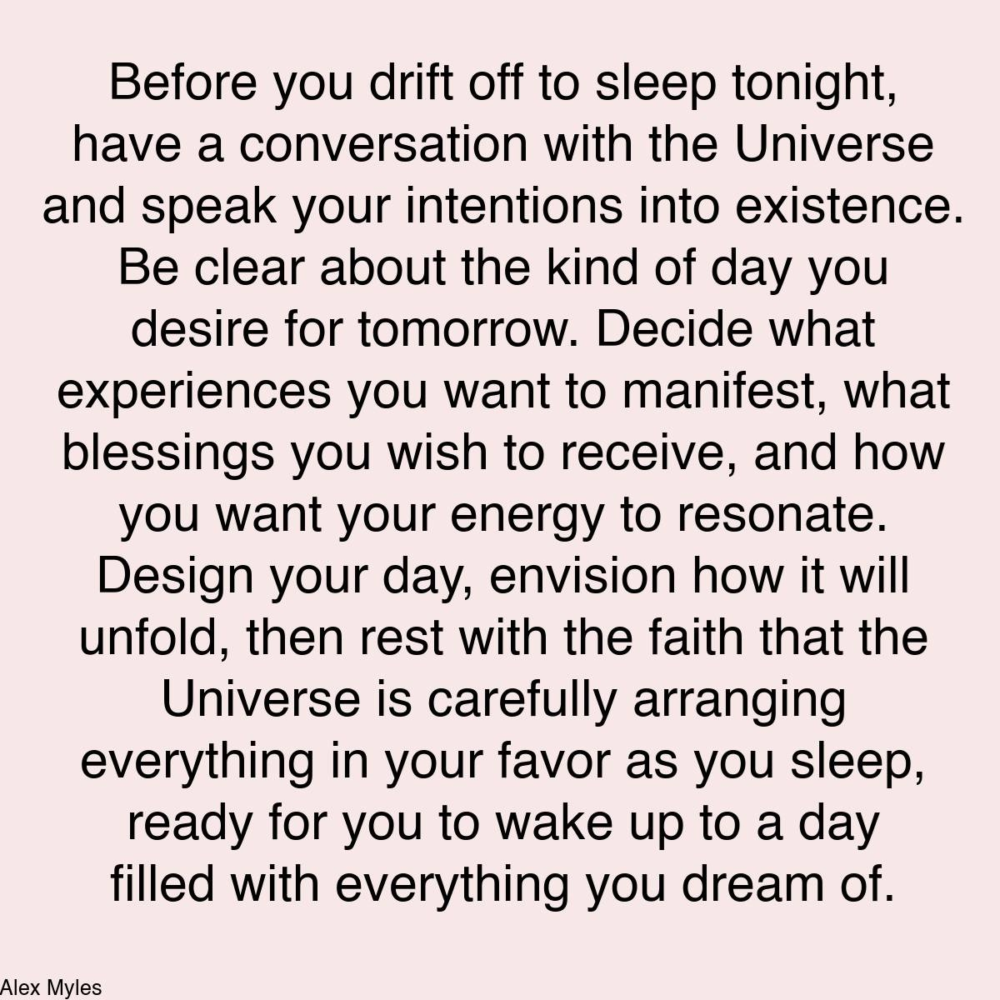 Before you drift off to sleep tonight,
have a conversation with the Universe
and speak your intentions into existence.
Be clear about the kind of day you
desire for tomorrow. Decide what
experiences you want to manifest, what
blessings you wish to receive, and how
you want your energy to resonate.
Design your day, envision how it will
unfold, then rest with the faith that the
Universe is carefully arranging
everything in your favor as you sleep,
ready for you to wake up to a day
filled with everything you dream of.
Alex Myles